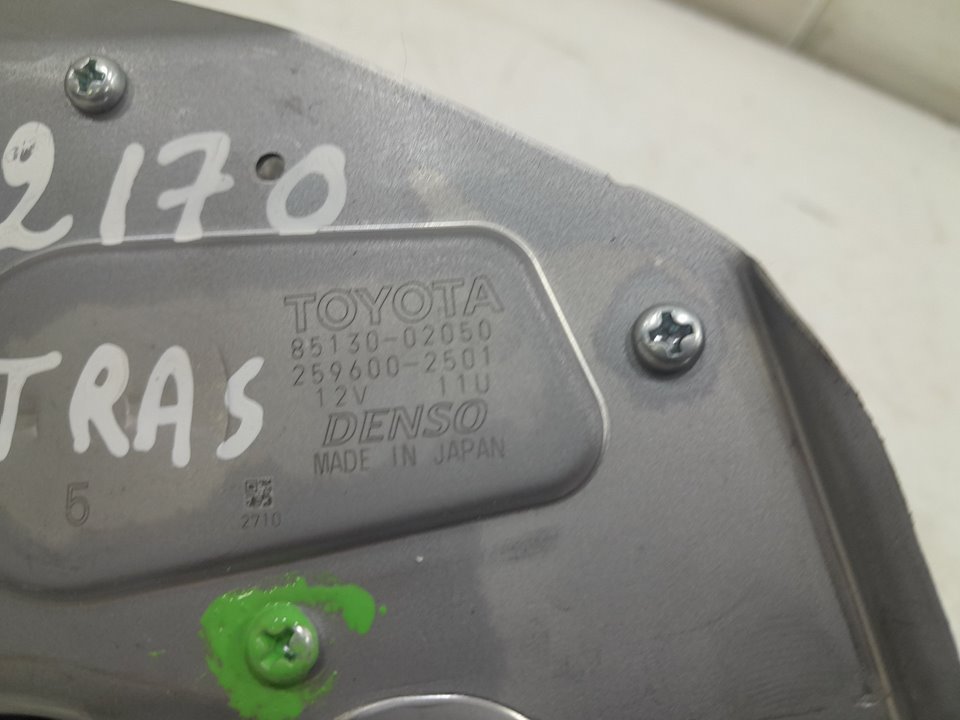 2170
TOYOTA
85130-02050
259600-2501
12V 11U
DENSO
MADE IN JAPAN
TRAS
5
2710